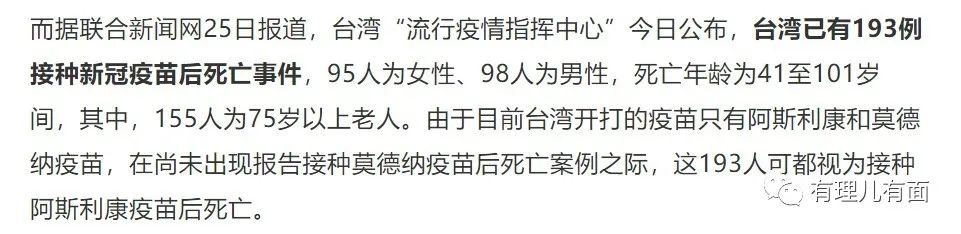 而据联合新闻网25日报道，台湾“流行疫情指挥中心”今日公布，台湾已有193例
接种新冠疫苗后死亡事件，95人为女性、98人为男性，死亡年龄为41至101岁
间，其中，155人为75岁以上老人。由于目前台湾开打的疫苗只有阿斯利康和莫德
纳疫苗，在尚未出现报告接种莫德纳疫苗后死亡案例之际，这193人可都视为接种
阿斯利康疫苗后死亡。
有理儿有面